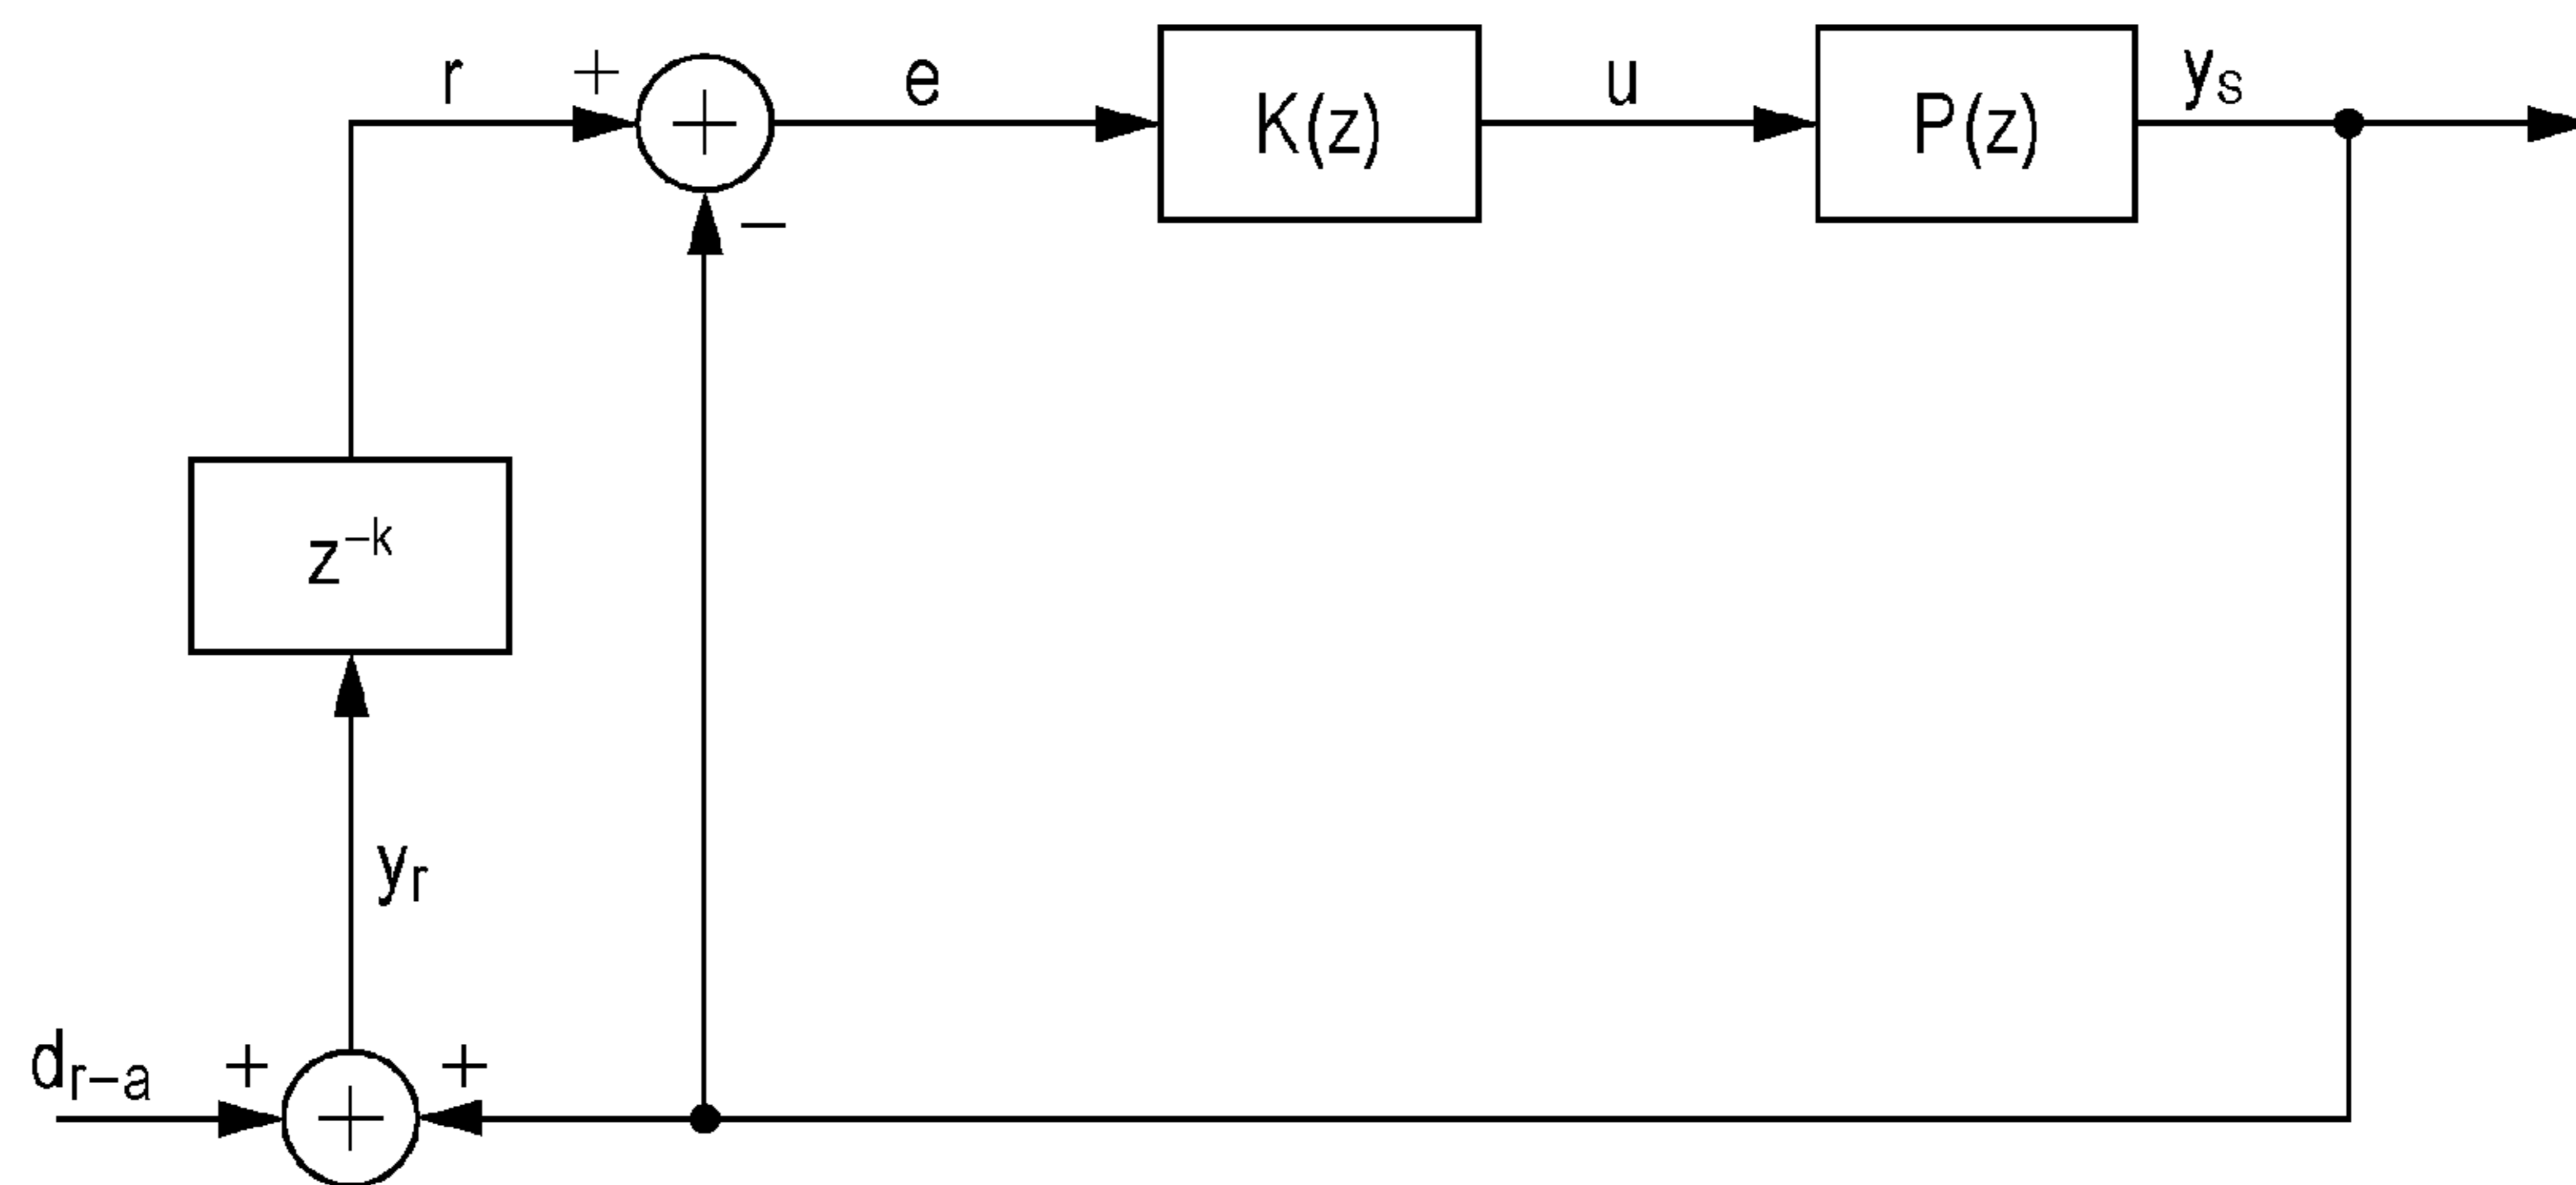 r + e K(z) u P(z) yₛ
+
−
z⁻ᵏ
yᵣ
dᵣ₋ₐ + +
+